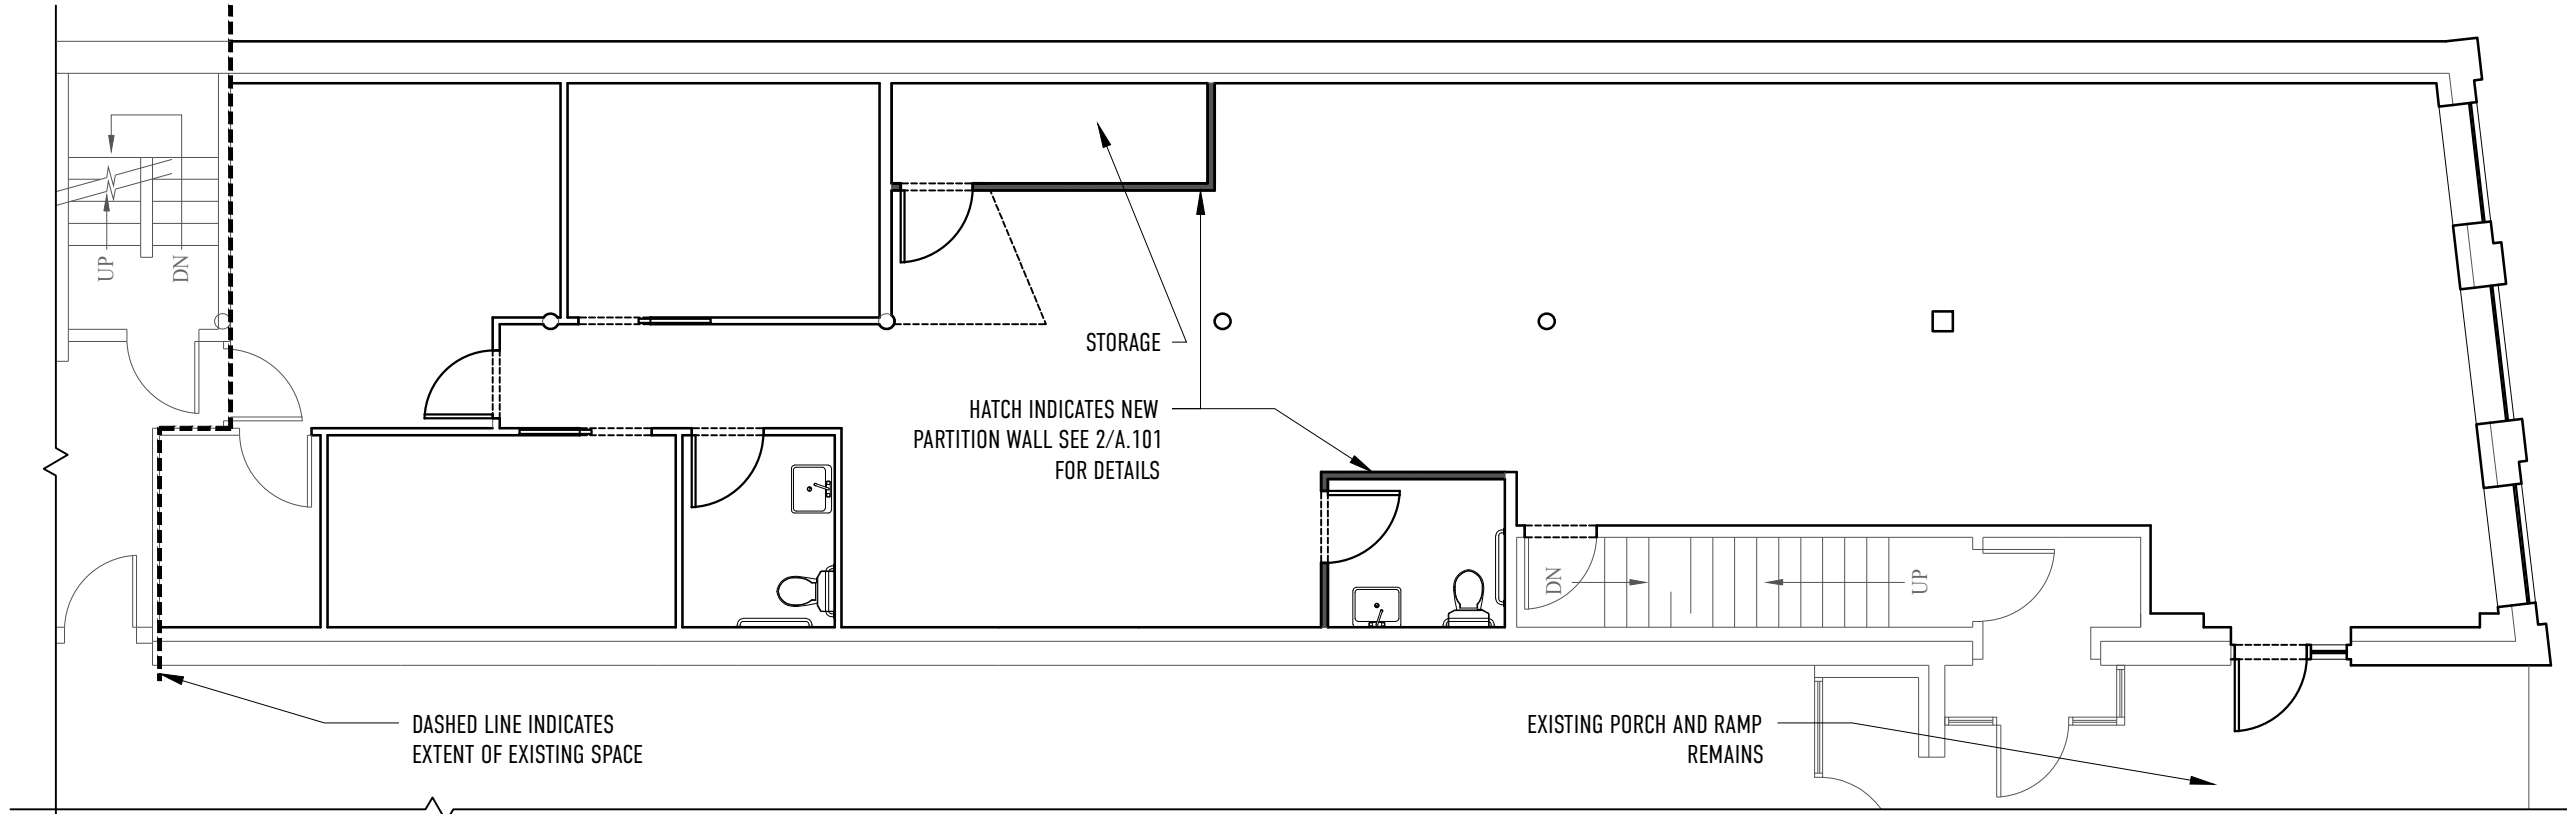 UP
DN
STORAGE
HATCH INDICATES NEW
PARTITION WALL SEE 2/A.101
FOR DETAILS
DN
UP
DASHED LINE INDICATES
EXTENT OF EXISTING SPACE
EXISTING PORCH AND RAMP
REMAINS